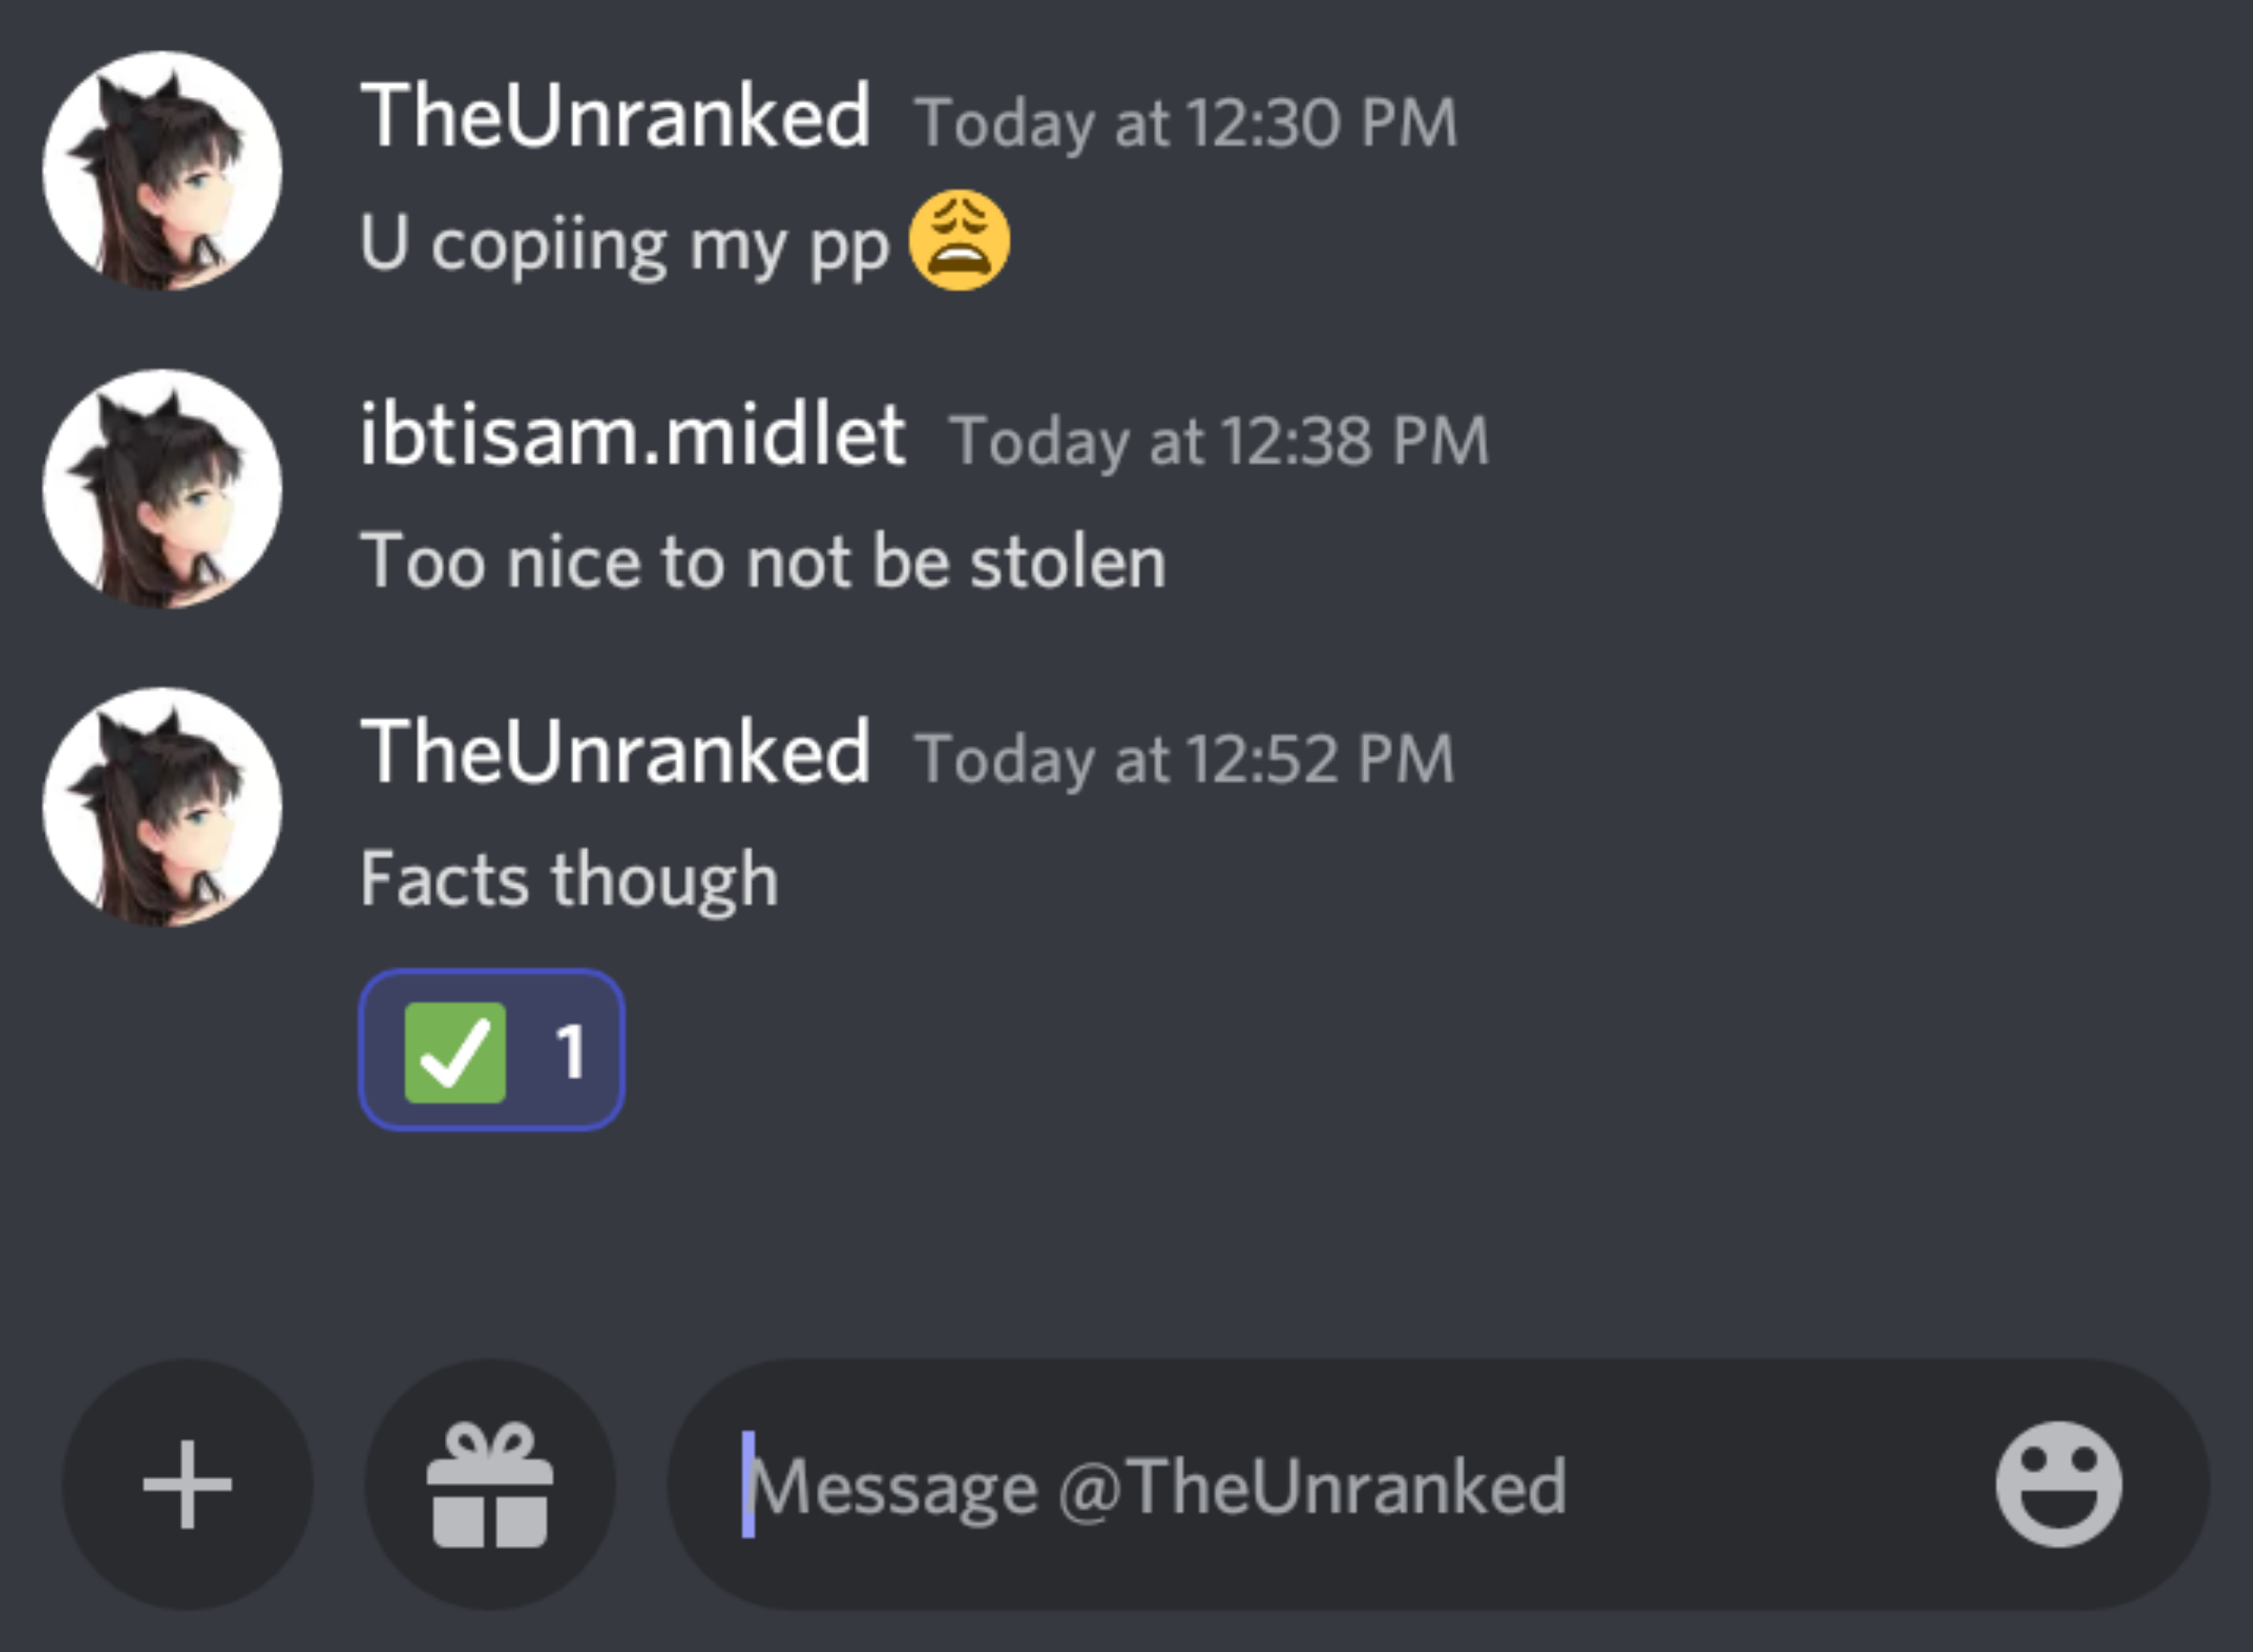 TheUnranked Today at 12:30 PM
U copiing my pp 😩
ibtisam.midlet Today at 12:38 PM
Too nice to not be stolen
TheUnranked Today at 12:52 PM
Facts though
✅ 1
Message @TheUnranked